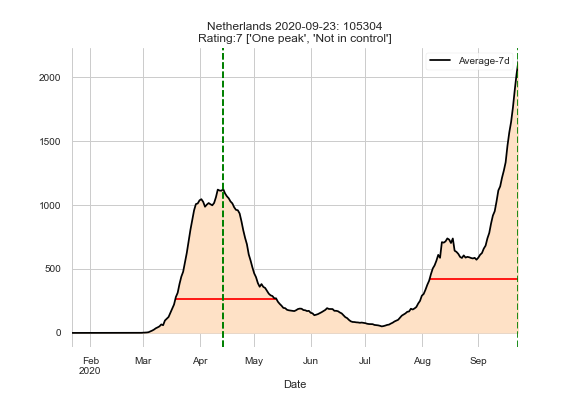 Netherlands 2020-09-23: 105304
Rating:7 ['One peak', 'Not in control']
Average-7d
2000
1500
1000
500
0
Feb Mar Apr May Jun Jul Aug Sep
2020
Date